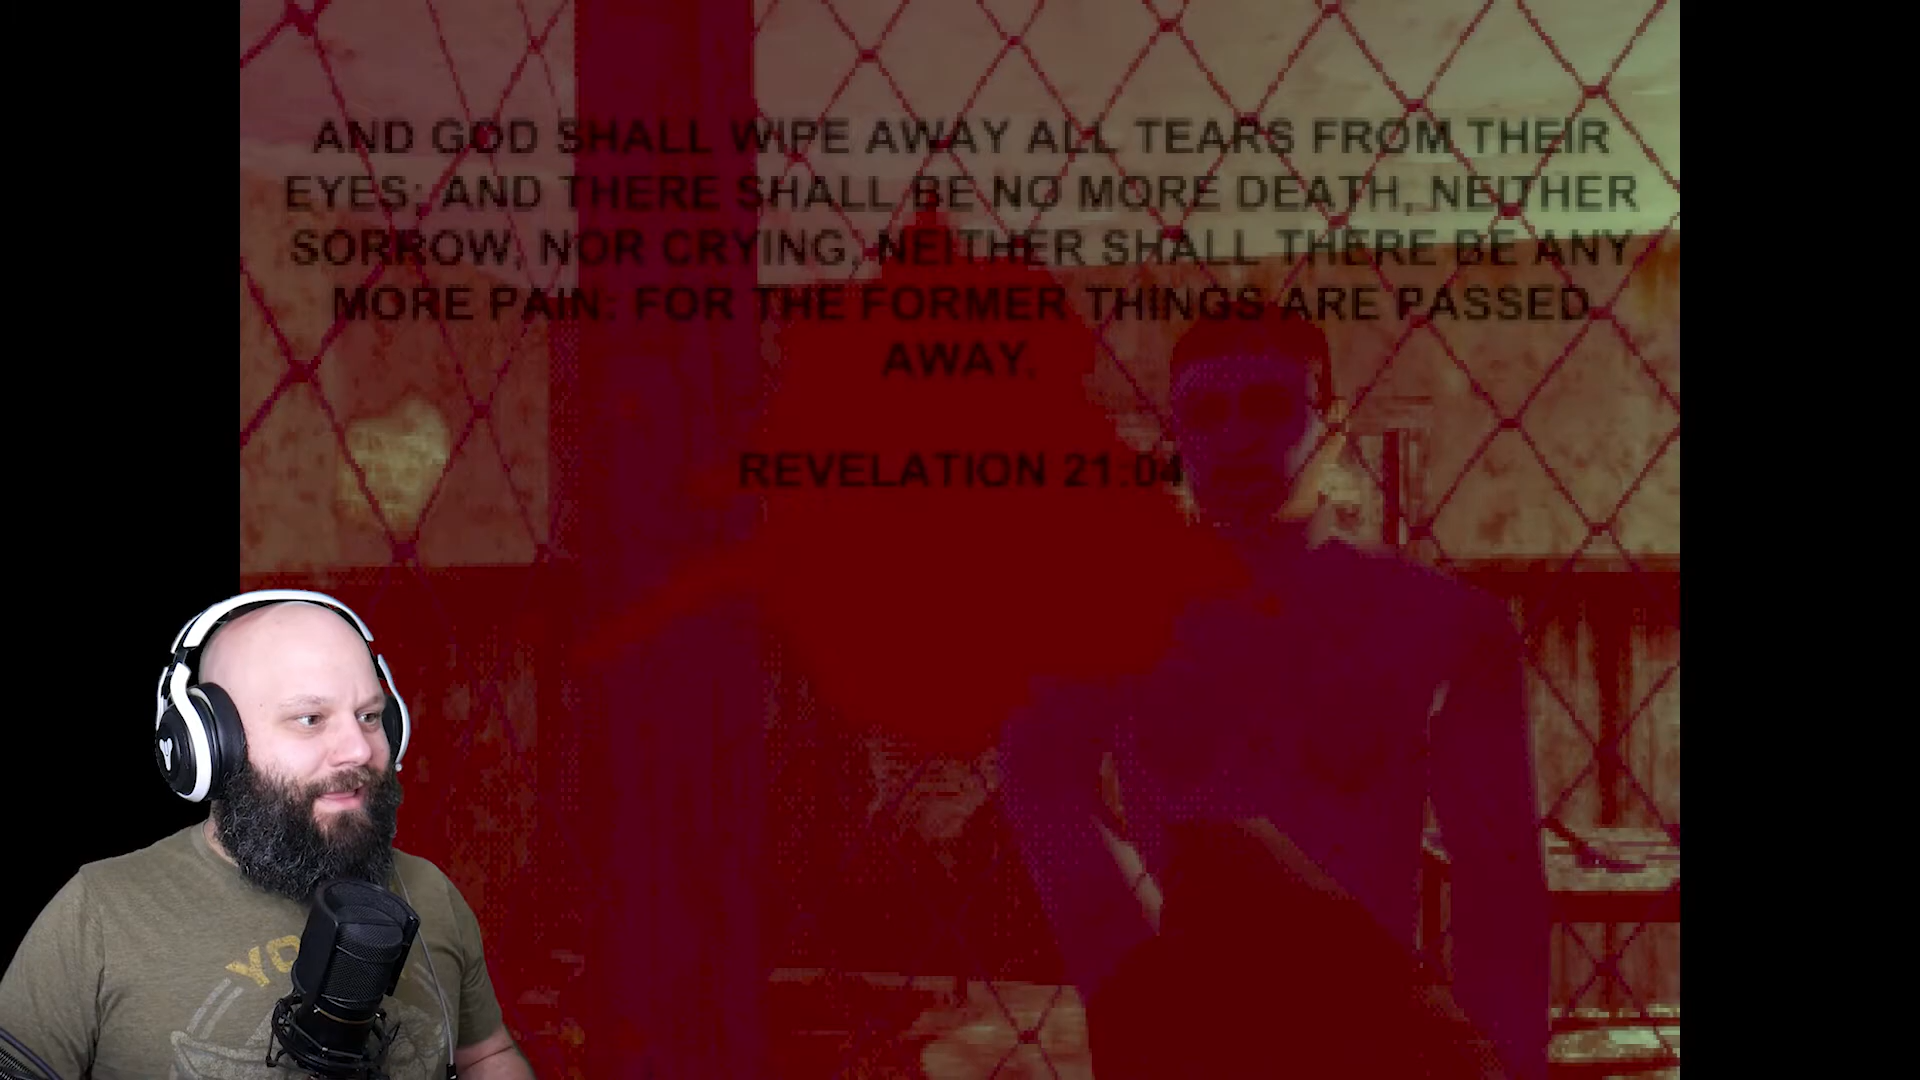 AND GOD SHALL WIPE AWAY ALL TEARS FROM THEIR
EYES; AND THERE SHALL BE NO MORE DEATH, NEITHER
SORROW, NOR CRYING, NEITHER SHALL THERE BE ANY
MORE PAIN: FOR THE FORMER THINGS ARE PASSED
AWAY.
REVELATION 21:04